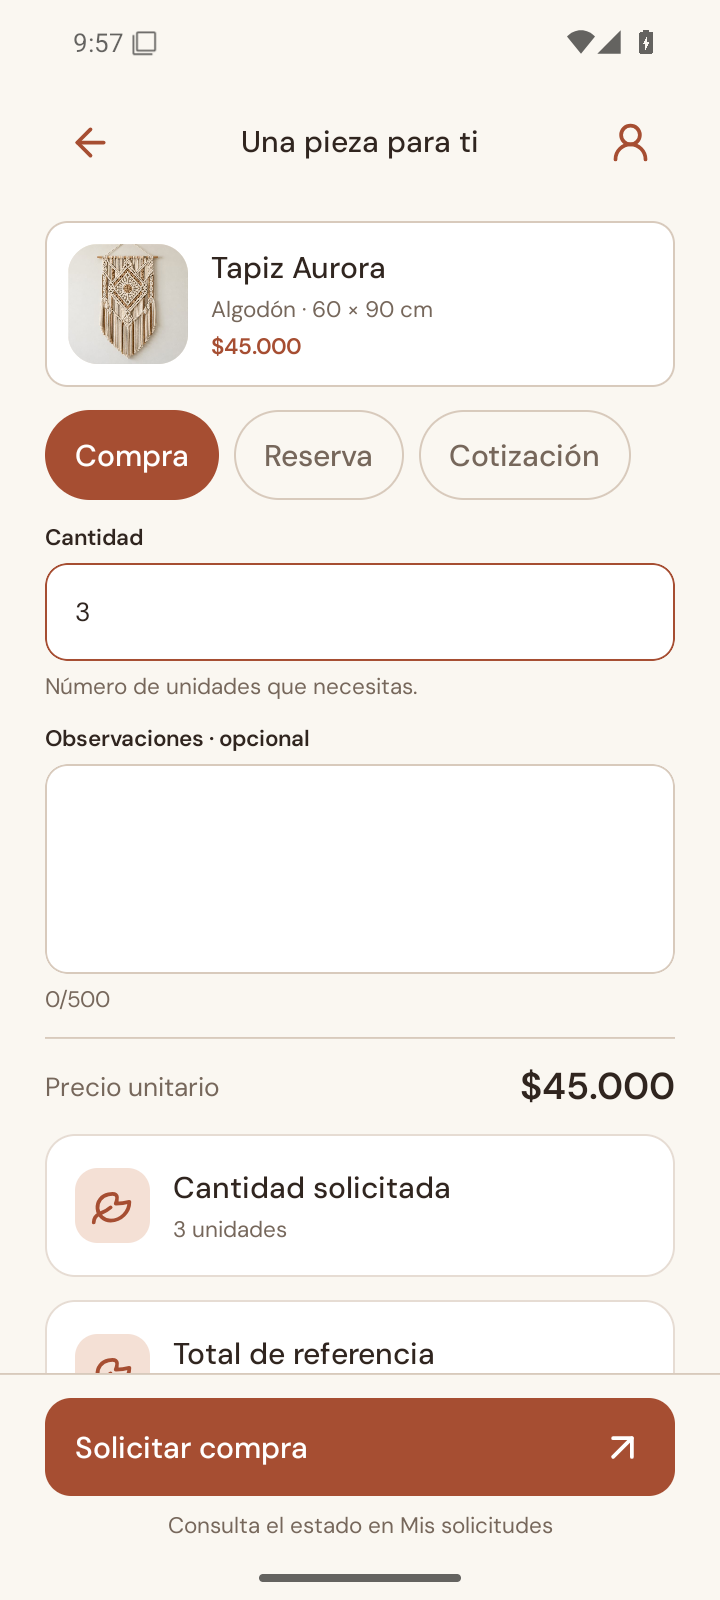 9:57
Una pieza para ti
Tapiz Aurora
Algodón · 60 × 90 cm
$45.000
Compra
Reserva
Cotización
Cantidad
3
Número de unidades que necesitas.
Observaciones · opcional
0/500
Precio unitario
$45.000
Cantidad solicitada
3 unidades
Total de referencia
Solicitar compra
Consulta el estado en Mis solicitudes